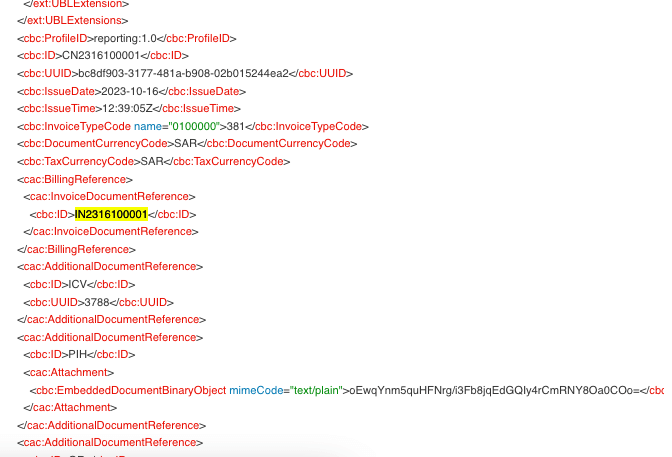 </ext:UBLExtension>
</ext:UBLExtensions>
<cbc:ProfileID>reporting:1.0</cbc:ProfileID>
<cbc:ID>CN2316100001</cbc:ID>
<cbc:UUID>bc8df903-3177-481a-b908-02b015244ea2</cbc:UUID>
<cbc:IssueDate>2023-10-16</cbc:IssueDate>
<cbc:IssueTime>12:39:05Z</cbc:IssueTime>
<cbc:InvoiceTypeCode name="0100000">381</cbc:InvoiceTypeCode>
<cbc:DocumentCurrencyCode>SAR</cbc:DocumentCurrencyCode>
<cbc:TaxCurrencyCode>SAR</cbc:TaxCurrencyCode>
<cac:BillingReference>
<cac:InvoiceDocumentReference>
<cbc:ID>IN2316100001</cbc:ID>
</cac:InvoiceDocumentReference>
</cac:BillingReference>
<cac:AdditionalDocumentReference>
<cbc:ID>ICV</cbc:ID>
<cbc:UUID>3788</cbc:UUID>
</cac:AdditionalDocumentReference>
<cac:AdditionalDocumentReference>
<cbc:ID>PIH</cbc:ID>
<cac:Attachment>
<cbc:EmbeddedDocumentBinaryObject mimeCode="text/plain">oEwqYnm5quHFNrg/i3Fb8jqEdGQIy4rCmRNY8Oa0COo=</cbc
</cac:Attachment>
</cac:AdditionalDocumentReference>
<cac:AdditionalDocumentReference>